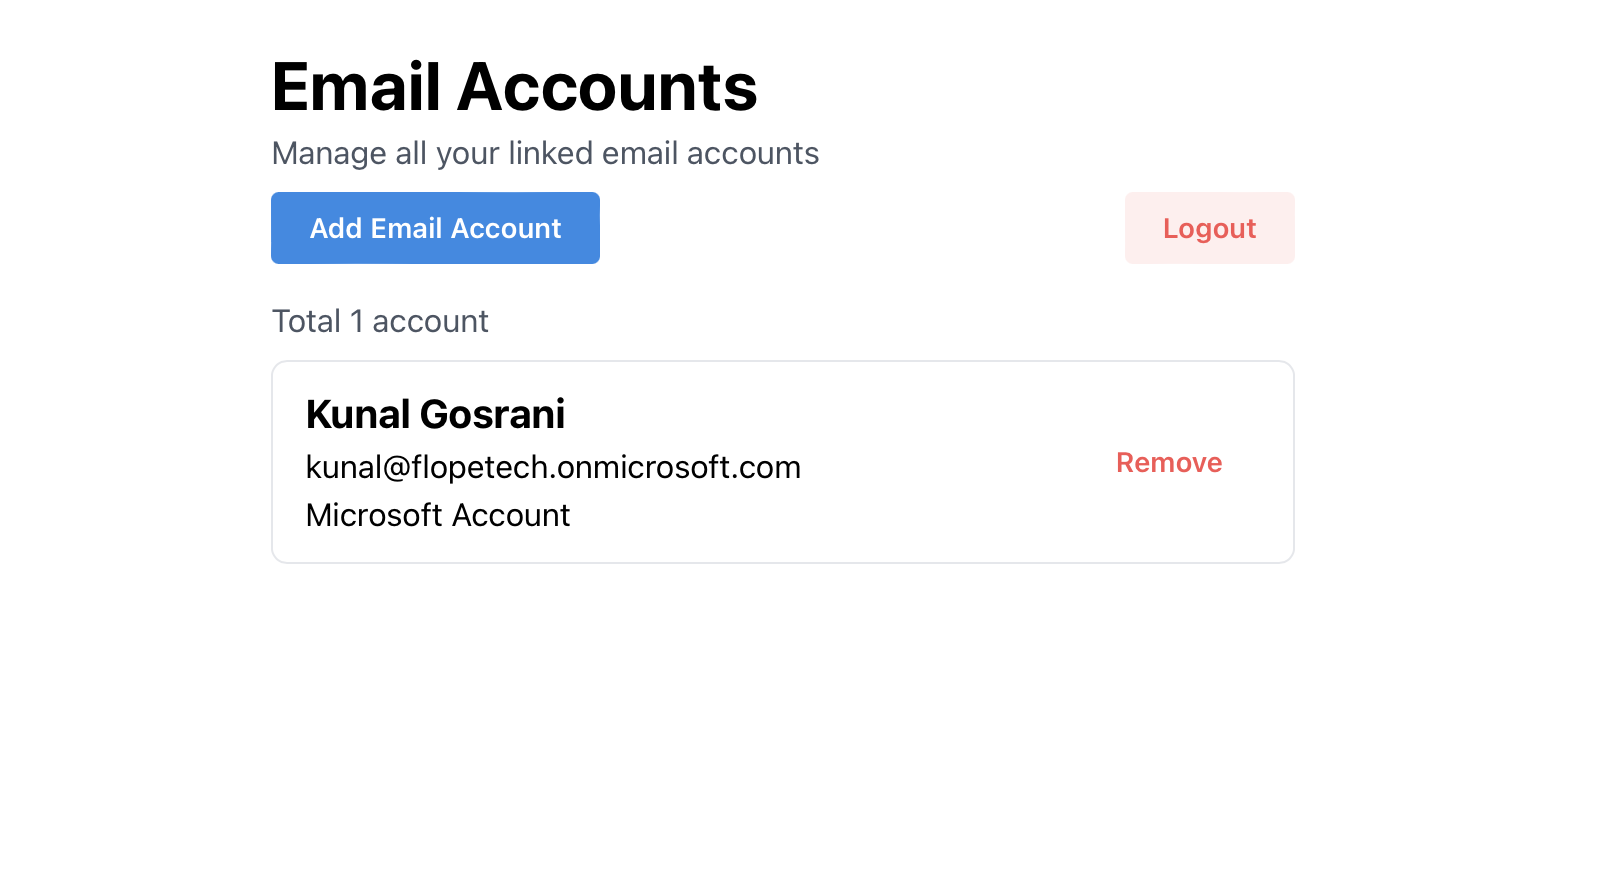 Email Accounts
Manage all your linked email accounts
Add Email Account
Logout
Total 1 account
Kunal Gosrani
kunal@flopetech.onmicrosoft.com
Microsoft Account
Remove